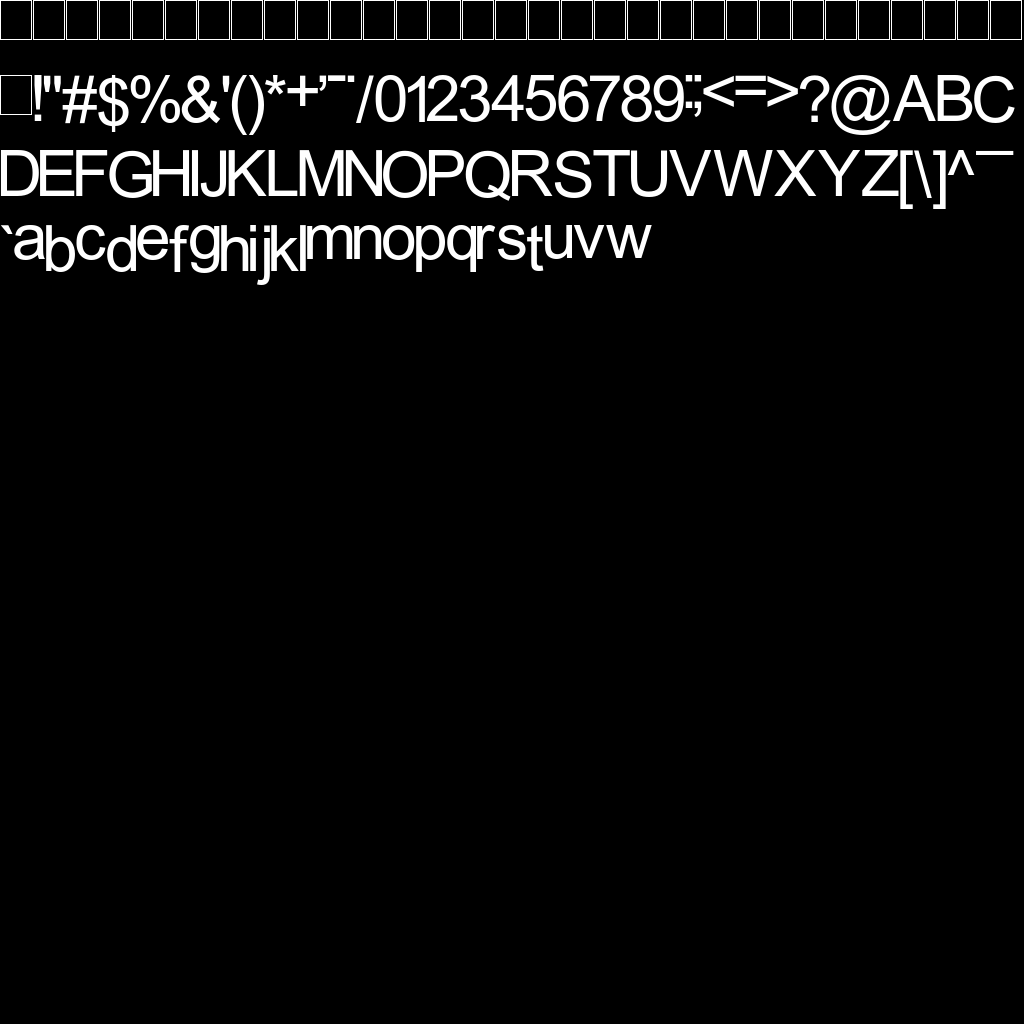 !"#$%&'()*+,-./0123456789:;<=>?@ABC
DEFGHIJKLMNOPQRSTUVWXYZ[\]^_
`abcdefghijklmnopqrstuvw